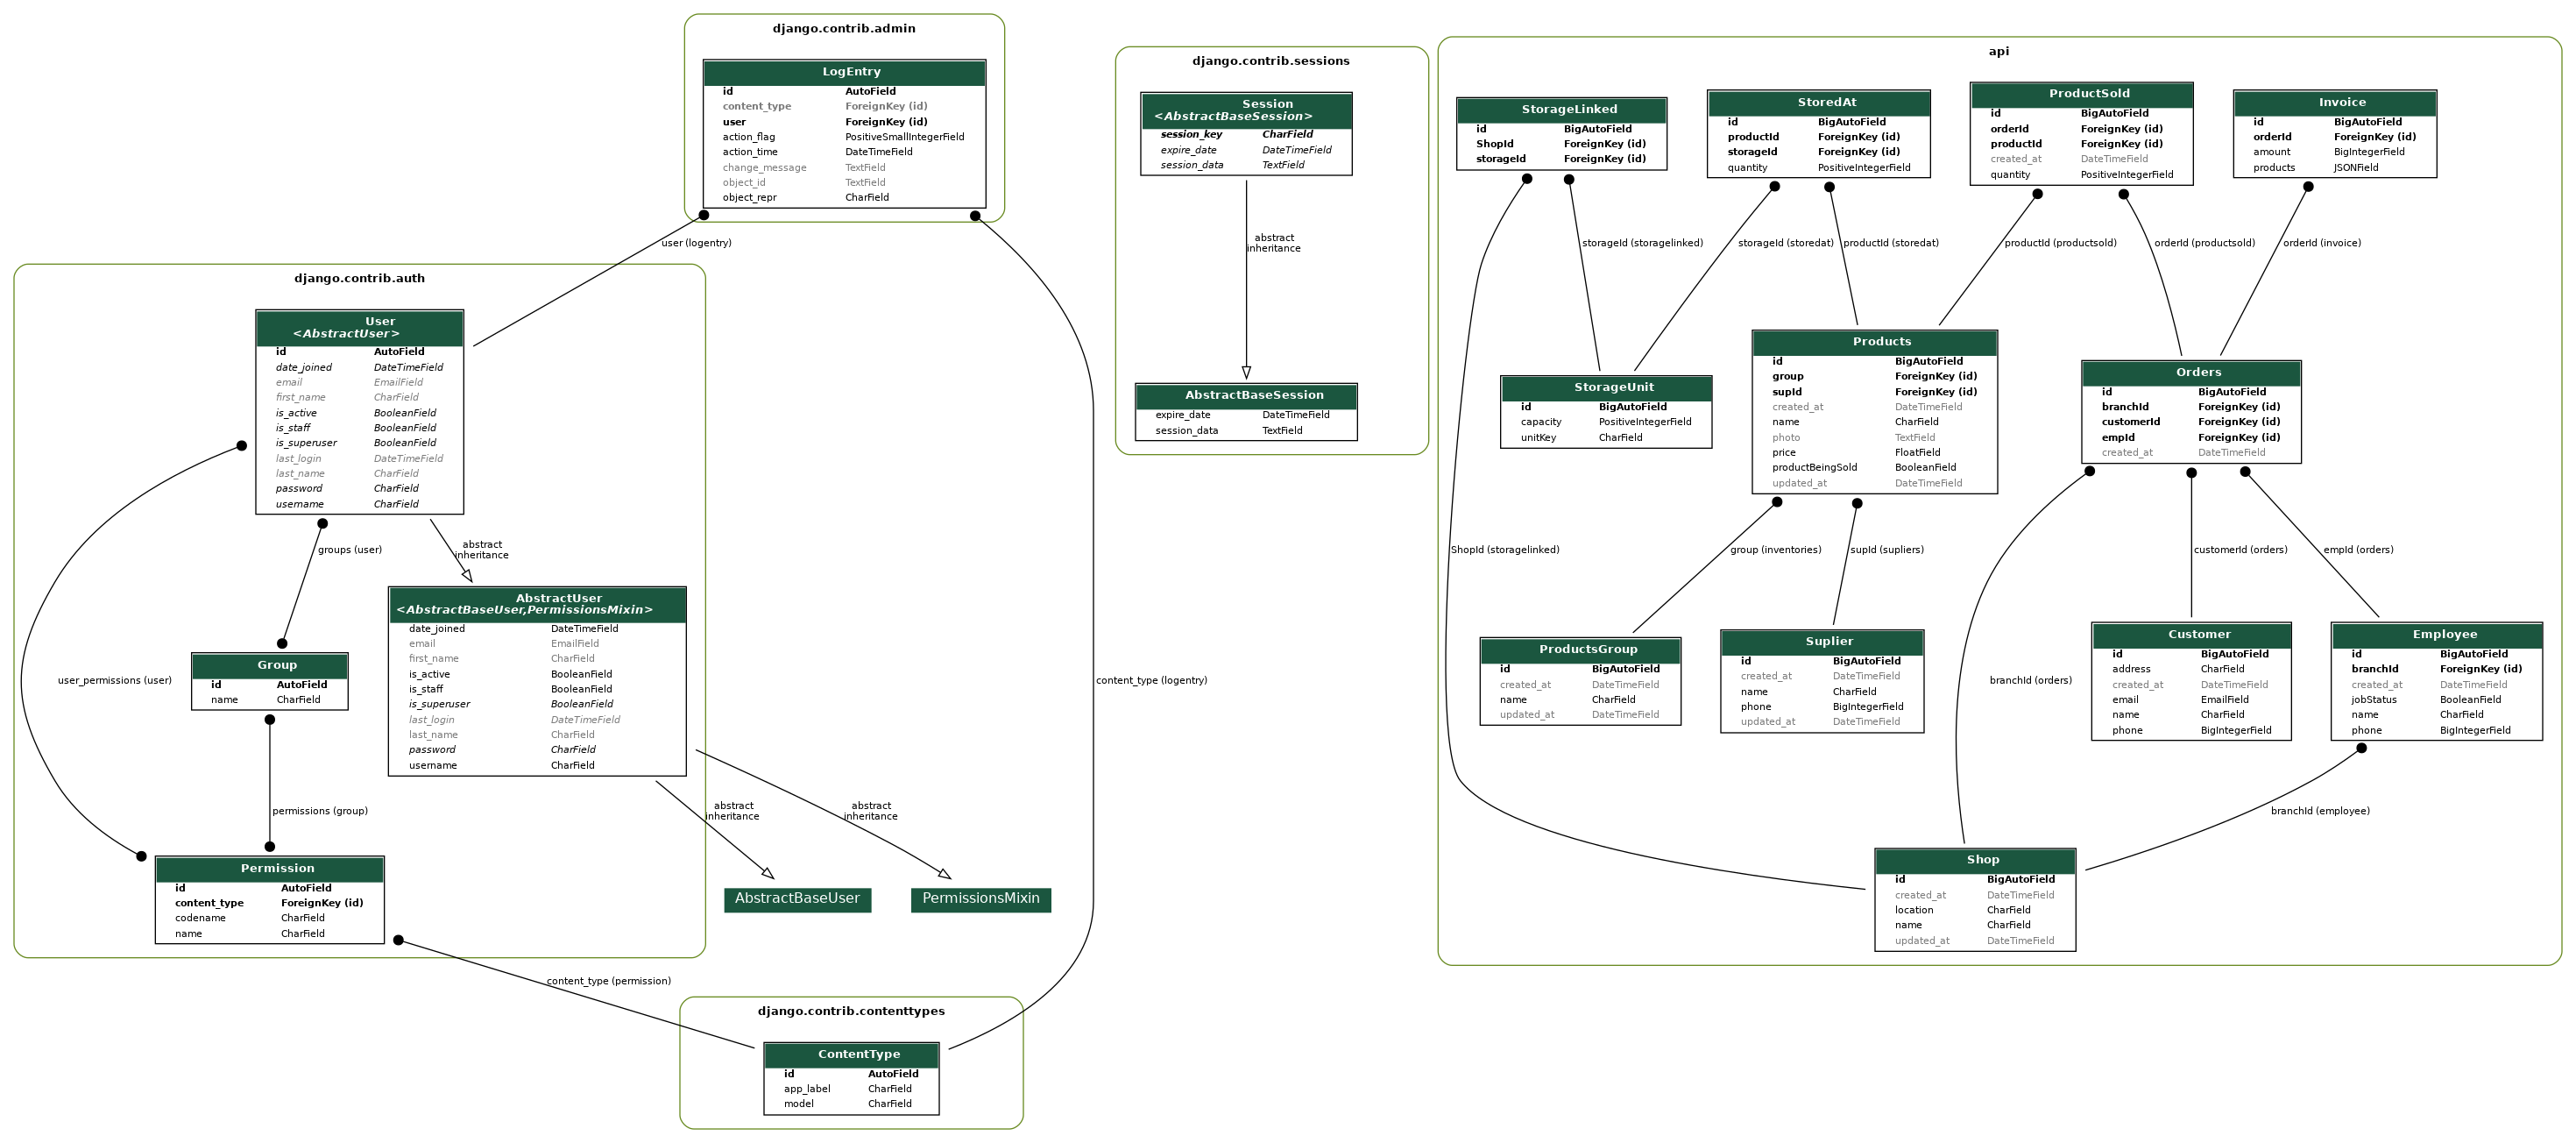 django.contrib.admin
LogEntry
id AutoField
content_type ForeignKey (id)
user ForeignKey (id)
action_flag PositiveSmallIntegerField
action_time DateTimeField
change_message TextField
object_id TextField
object_repr CharField
user (logentry)
content_type (logentry)
django.contrib.auth
User
<AbstractUser>
id AutoField
date_joined DateTimeField
email EmailField
first_name CharField
is_active BooleanField
is_staff BooleanField
is_superuser BooleanField
last_login DateTimeField
last_name CharField
password CharField
username CharField
groups (user)
abstract
inheritance
user_permissions (user)
AbstractUser
<AbstractBaseUser,PermissionsMixin>
date_joined DateTimeField
email EmailField
first_name CharField
is_active BooleanField
is_staff BooleanField
is_superuser BooleanField
last_login DateTimeField
last_name CharField
password CharField
username CharField
Group
id AutoField
name CharField
permissions (group)
abstract
inheritance
abstract
inheritance
Permission
id AutoField
content_type ForeignKey (id)
codename CharField
name CharField
AbstractBaseUser
PermissionsMixin
content_type (permission)
django.contrib.contenttypes
ContentType
id AutoField
app_label CharField
model CharField
django.contrib.sessions
Session
<AbstractBaseSession>
session_key CharField
expire_date DateTimeField
session_data TextField
abstract
inheritance
AbstractBaseSession
expire_date DateTimeField
session_data TextField
api
StorageLinked
id BigAutoField
ShopId ForeignKey (id)
storageId ForeignKey (id)
StoredAt
id BigAutoField
productId ForeignKey (id)
storageId ForeignKey (id)
quantity PositiveIntegerField
ProductSold
id BigAutoField
orderId ForeignKey (id)
productId ForeignKey (id)
created_at DateTimeField
quantity PositiveIntegerField
Invoice
id BigAutoField
orderId ForeignKey (id)
amount BigIntegerField
products JSONField
storageId (storagelinked)
storageId (storedat)
productId (storedat)
productId (productsold)
orderId (productsold)
orderId (invoice)
StorageUnit
id BigAutoField
capacity PositiveIntegerField
unitKey CharField
Products
id BigAutoField
group ForeignKey (id)
supId ForeignKey (id)
created_at DateTimeField
name CharField
photo TextField
price FloatField
productBeingSold BooleanField
updated_at DateTimeField
Orders
id BigAutoField
branchId ForeignKey (id)
customerId ForeignKey (id)
empId ForeignKey (id)
created_at DateTimeField
ShopId (storagelinked)
group (inventories)
supId (supliers)
customerId (orders)
empId (orders)
ProductsGroup
id BigAutoField
created_at DateTimeField
name CharField
updated_at DateTimeField
Suplier
id BigAutoField
created_at DateTimeField
name CharField
phone BigIntegerField
updated_at DateTimeField
branchId (orders)
Customer
id BigAutoField
address CharField
created_at DateTimeField
email EmailField
name CharField
phone BigIntegerField
Employee
id BigAutoField
branchId ForeignKey (id)
created_at DateTimeField
jobStatus BooleanField
name CharField
phone BigIntegerField
branchId (employee)
Shop
id BigAutoField
created_at DateTimeField
location CharField
name CharField
updated_at DateTimeField